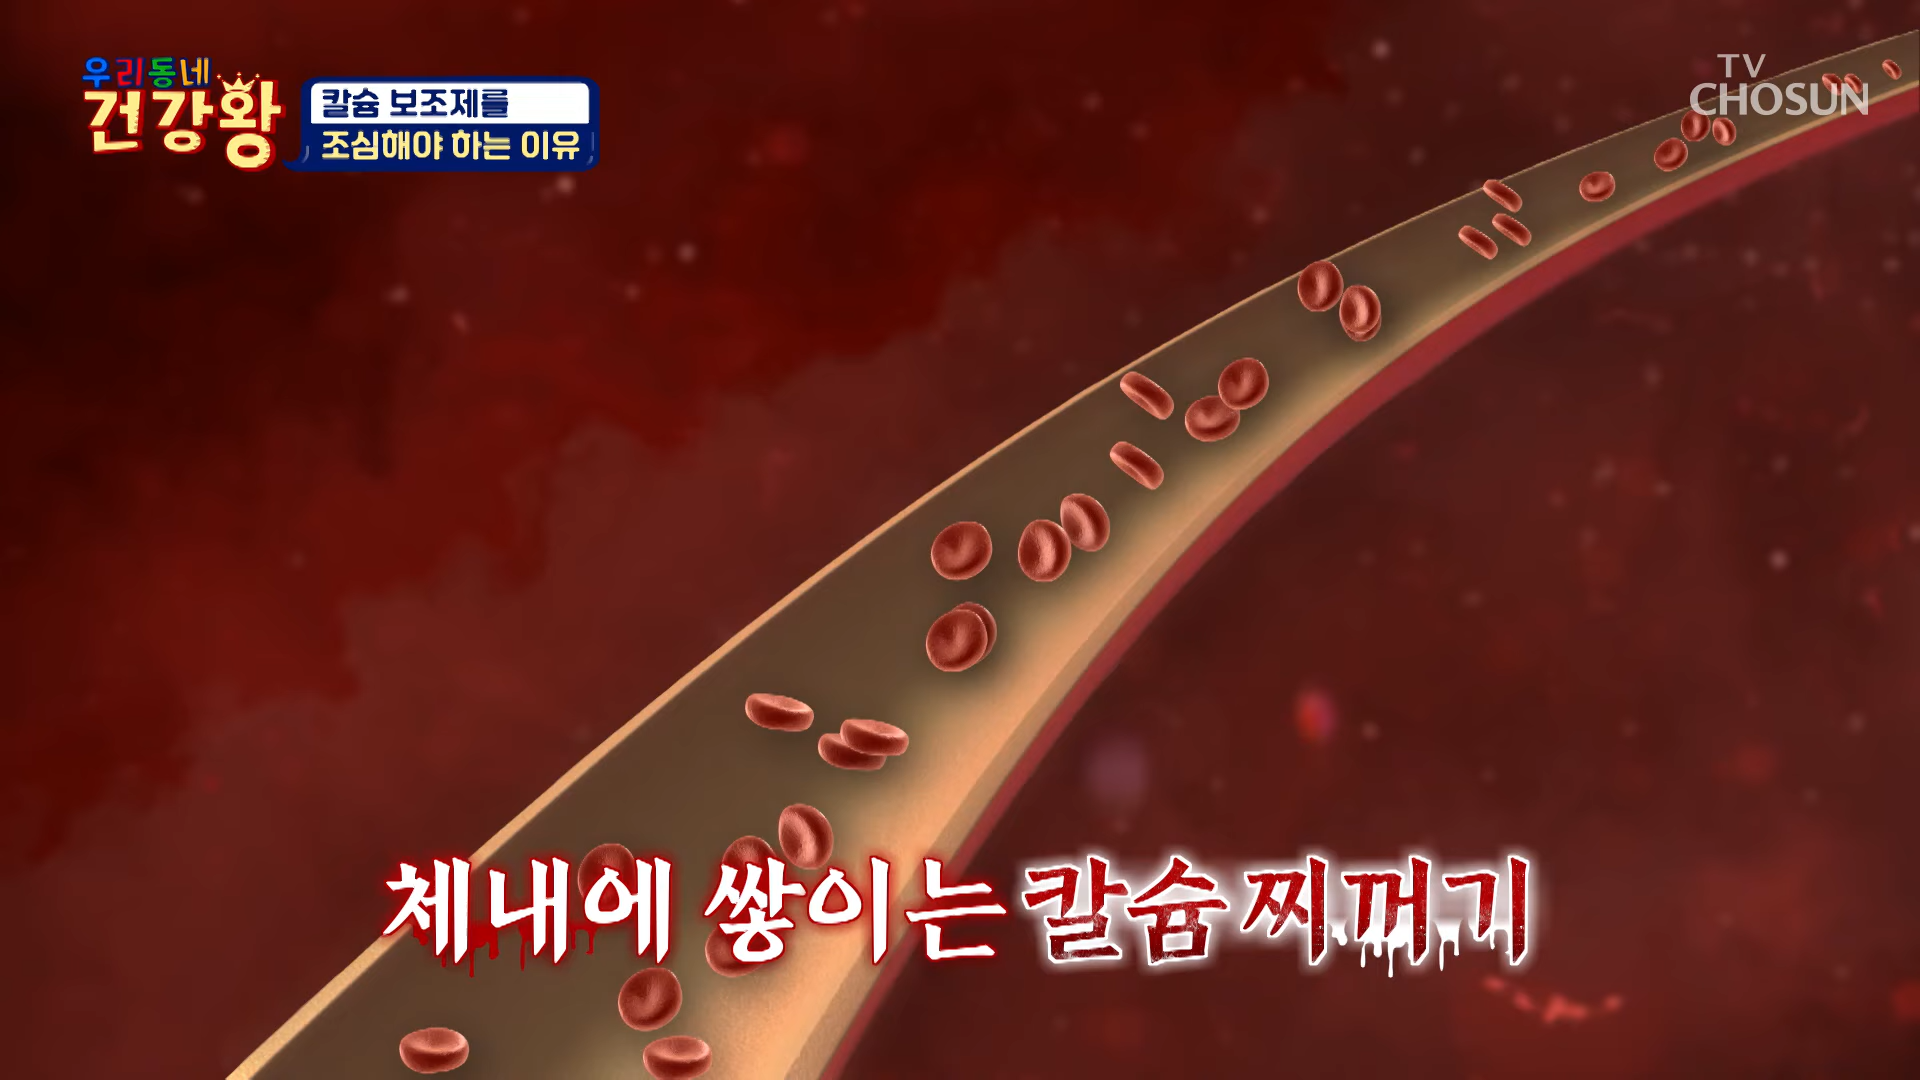 우리동네
건강황
칼슘 보조제를
조심해야 하는 이유
TV
CHOSUN
체내에 쌓이는 칼슘 찌꺼기